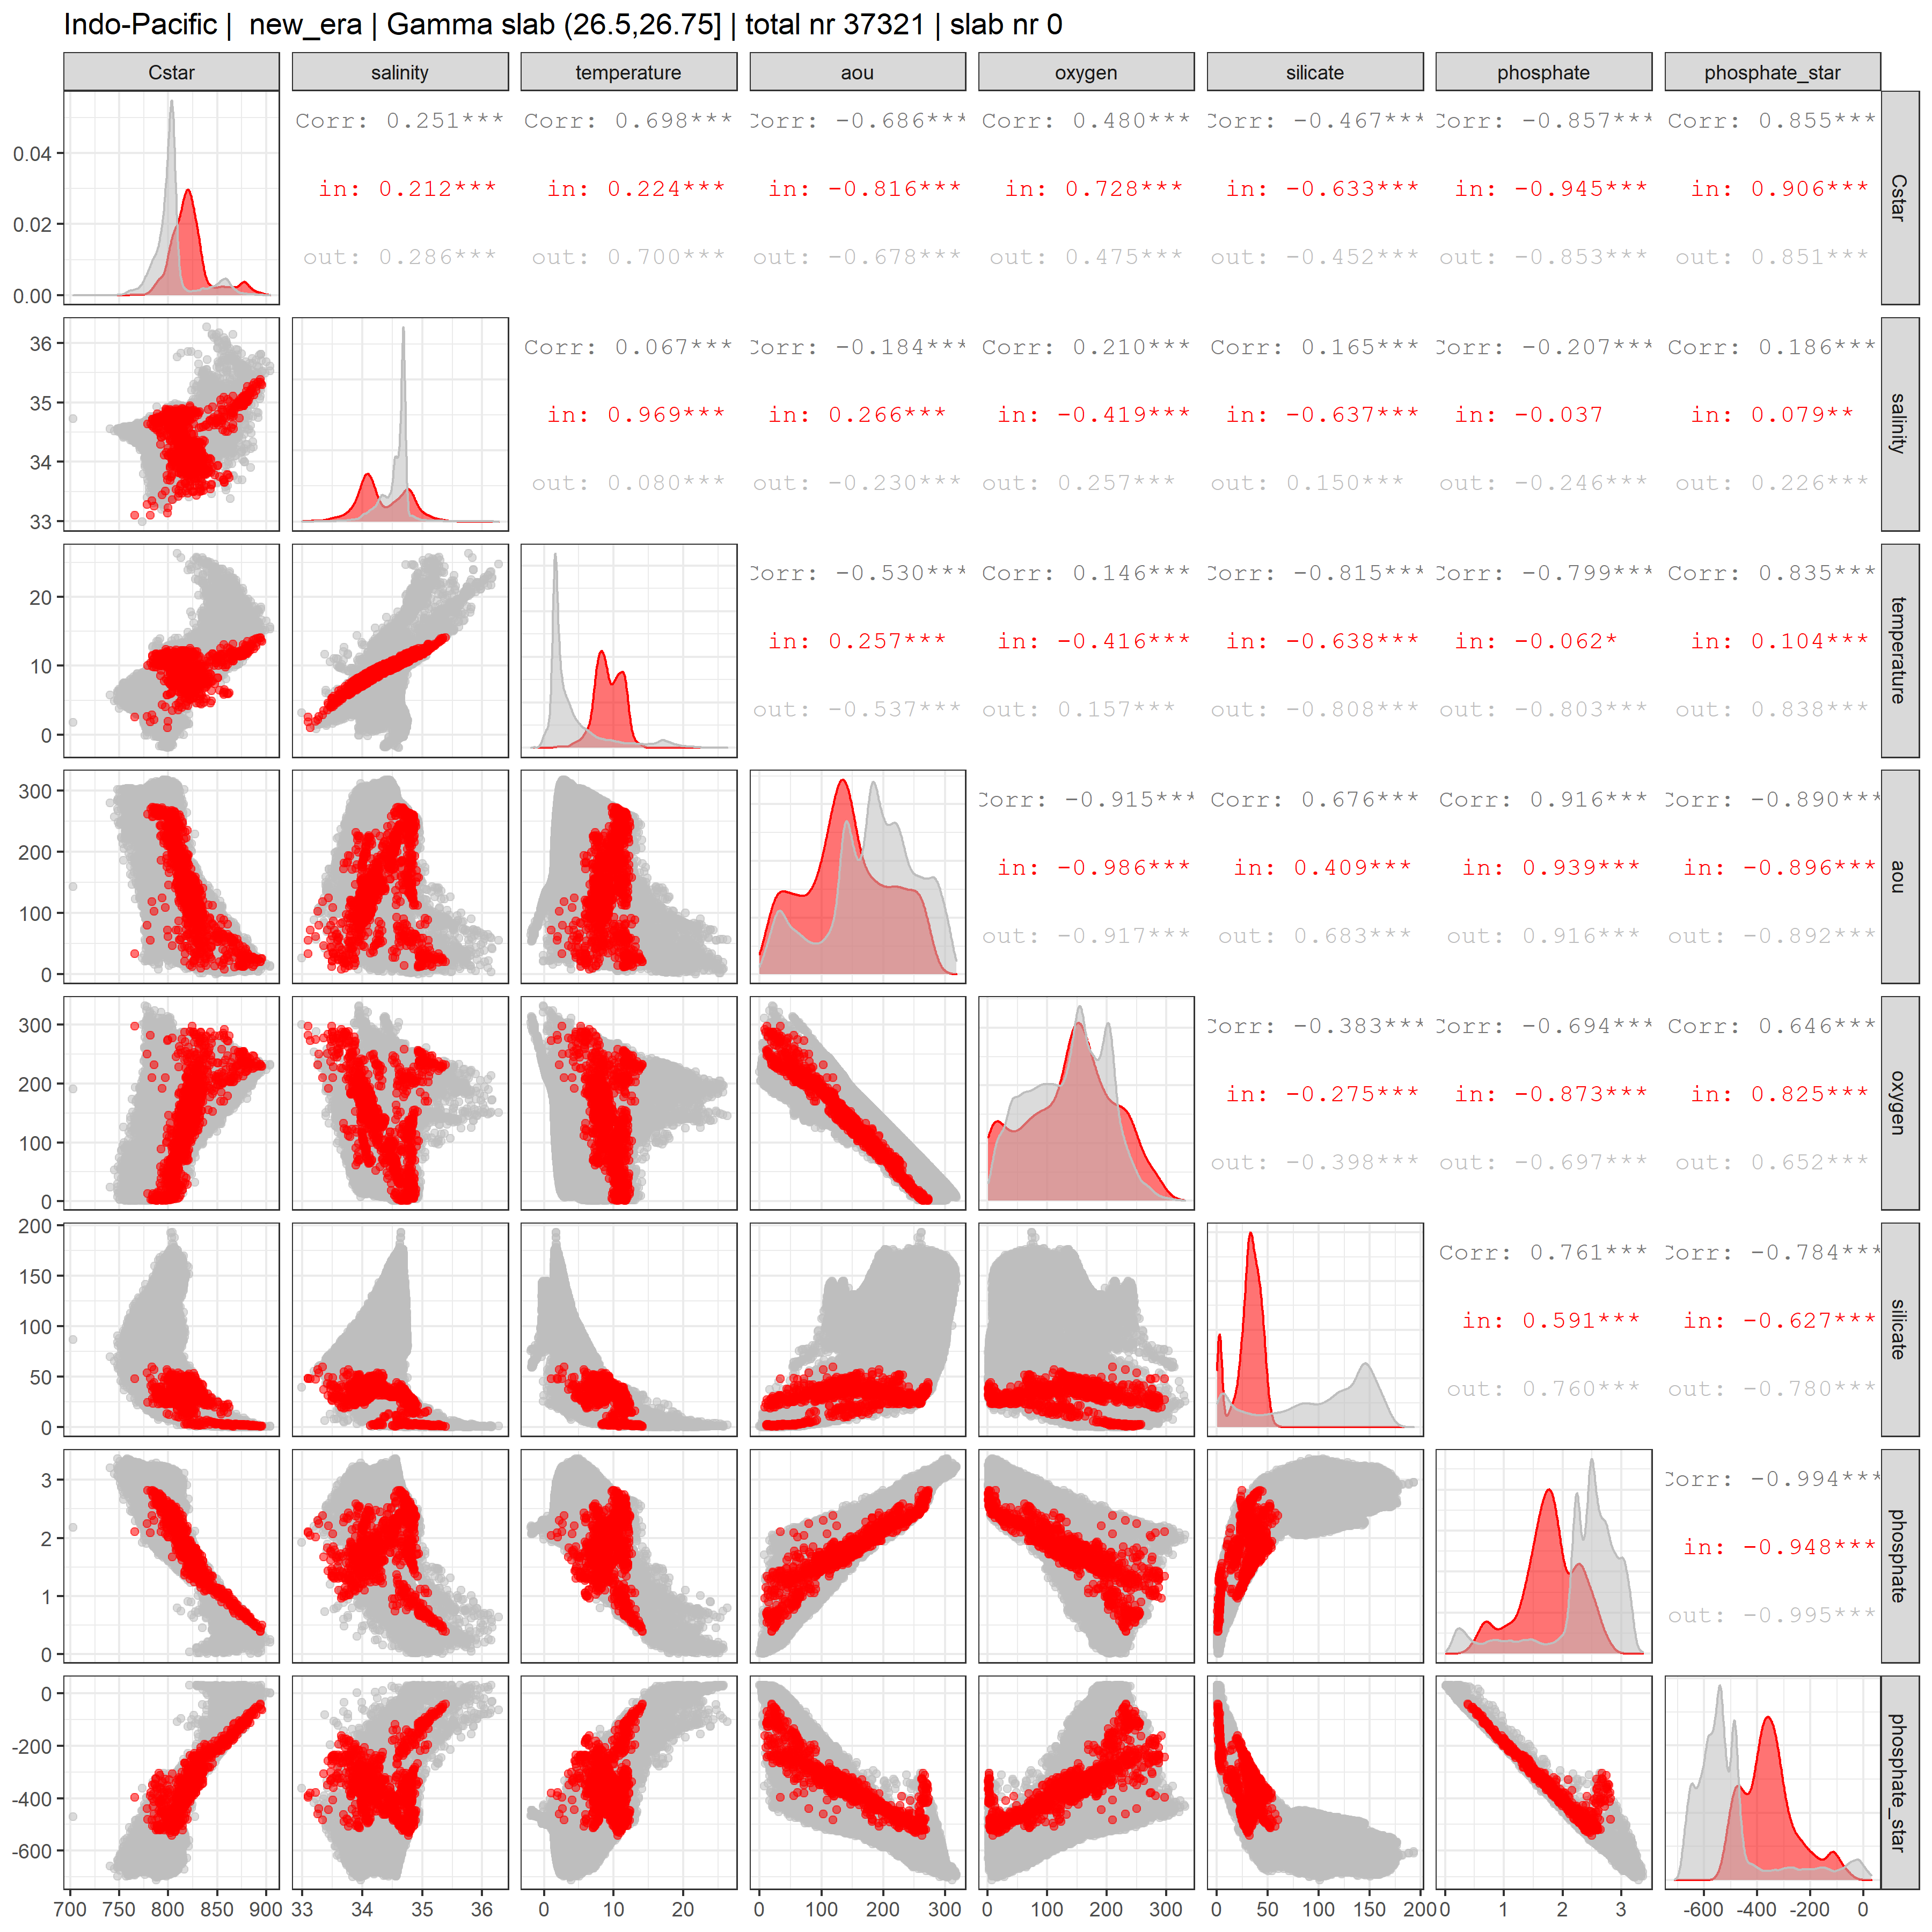 Indo-Pacific |  new_era | Gamma slab (26.5,26.75] | total nr 37321 | slab nr 0
Cstar salinity temperature aou oxygen silicate phosphate phosphate_star
Corr: 0.251*** Corr: 0.698*** Corr: -0.686*** Corr: 0.480*** Corr: -0.467*** Corr: -0.857*** Corr: 0.855***
0.04
in: 0.212*** in: 0.224*** in: -0.816*** in: 0.728*** in: -0.633*** in: -0.945*** in: 0.906***
Cstar
0.02
out: 0.286*** out: 0.700*** out: -0.678*** out: 0.475*** out: -0.452*** out: -0.853*** out: 0.851***
0.00
36
Corr: 0.067*** Corr: -0.184*** Corr: 0.210*** Corr: 0.165*** Corr: -0.207*** Corr: 0.186***
35
in: 0.969*** in: 0.266*** in: -0.419*** in: -0.637*** in: -0.037 in: 0.079**
salinity
34
out: 0.080*** out: -0.230*** out: 0.257*** out: 0.150*** out: -0.246*** out: 0.226***
33
Corr: -0.530*** Corr: 0.146*** Corr: -0.815*** Corr: -0.799*** Corr: 0.835***
20
in: 0.257*** in: -0.416*** in: -0.638*** in: -0.062* in: 0.104***
temperature
10
out: -0.537*** out: 0.157*** out: -0.808*** out: -0.803*** out: 0.838***
0
300
Corr: -0.915*** Corr: 0.676*** Corr: 0.916*** Corr: -0.890***
200
in: -0.986*** in: 0.409*** in: 0.939*** in: -0.896***
aou
100
out: -0.917*** out: 0.683*** out: 0.916*** out: -0.892***
0
300
Corr: -0.383*** Corr: -0.694*** Corr: 0.646***
200
in: -0.275*** in: -0.873*** in: 0.825***
oxygen
100
out: -0.398*** out: -0.697*** out: 0.652***
0
200
Corr: 0.761*** Corr: -0.784***
150
100
in: 0.591*** in: -0.627***
silicate
50
out: 0.760*** out: -0.780***
0
3
Corr: -0.994***
2
in: -0.948***
phosphate
1
out: -0.995***
0
0
-200
phosphate_star
-400
-600
700 750 800 850 900 33 34 35 36 0 10 20 0 100 200 300 0 100 200 300 0 50 100 150 200 0 1 2 3 -600 -400 -200 0